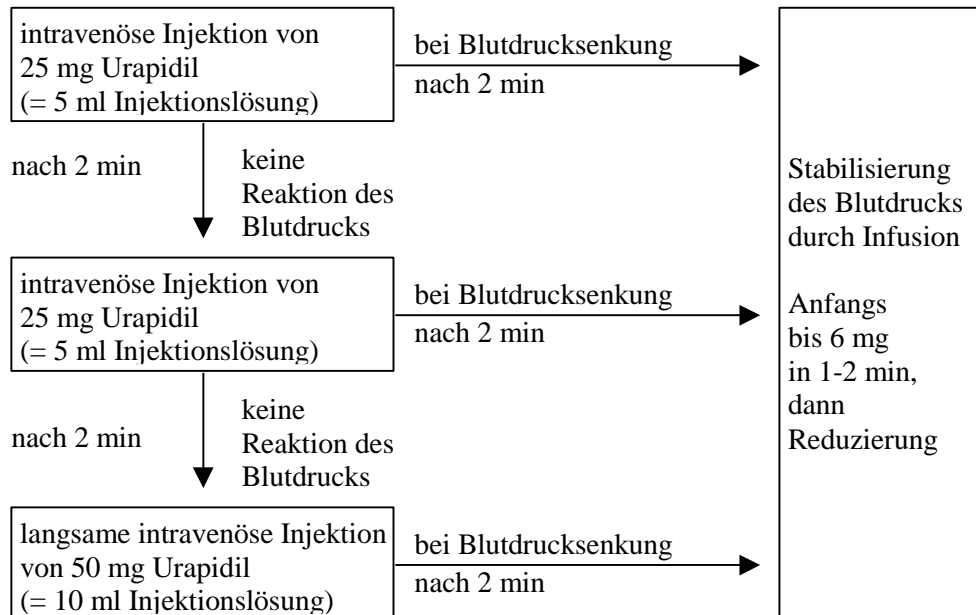 intravenöse Injektion von
25 mg Urapidil
(= 5 ml Injektionslösung)
bei Blutdrucksenkung
nach 2 min
nach 2 min
keine
Reaktion des
Blutdrucks
intravenöse Injektion von
25 mg Urapidil
(= 5 ml Injektionslösung)
bei Blutdrucksenkung
nach 2 min
nach 2 min
keine
Reaktion des
Blutdrucks
langsame intravenöse Injektion
von 50 mg Urapidil
(= 10 ml Injektionslösung)
bei Blutdrucksenkung
nach 2 min
Stabilisierung
des Blutdrucks
durch Infusion
Anfangs
bis 6 mg
in 1-2 min,
dann
Reduzierung